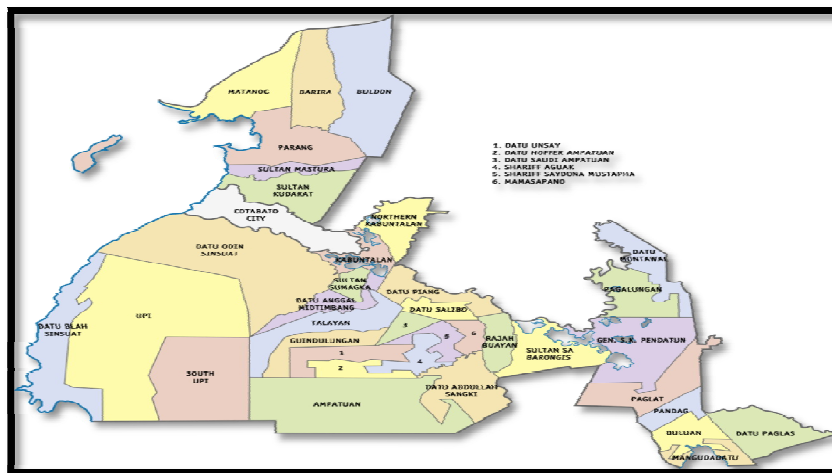 MATANOG
BARIRA
BULDON
PARANG
SULTAN MASTURA
SULTAN
KUDARAT
COTABATO
CITY
NORTHERN
KABUNTALAN
1. DATU UNSAY
2. DATU HOFFER AMPATUAN
3. DATU SAUDI AMPATUAN
4. SHARIFF AGUAK
5. SHARIFF SAYDONA MUSTAPHA
6. MAMASAPANO
DATU ODIN
SINSUAT
KABUNTALAN
SULTAN
SUMAGKA
DATU PIANG
DATU ANGGAL
MIDTIMBANG
DATU SALIBO
TALAYAN
DATU BLAH
SINSUAT
UPI
GUINDULUNGAN
3
5
6
RAJAH
BUAYAN
SULTAN SA
BARONGIS
1
4
2
SOUTH
UPI
DATU ABDULLAH
SANGKI
AMPATUAN
DATU
MONTAWAL
PAGALUNGAN
GEN. S.K. PENDATUN
PAGLAT
PANDAG
BULUAN
DATU PAGLAS
MANGUDADATU